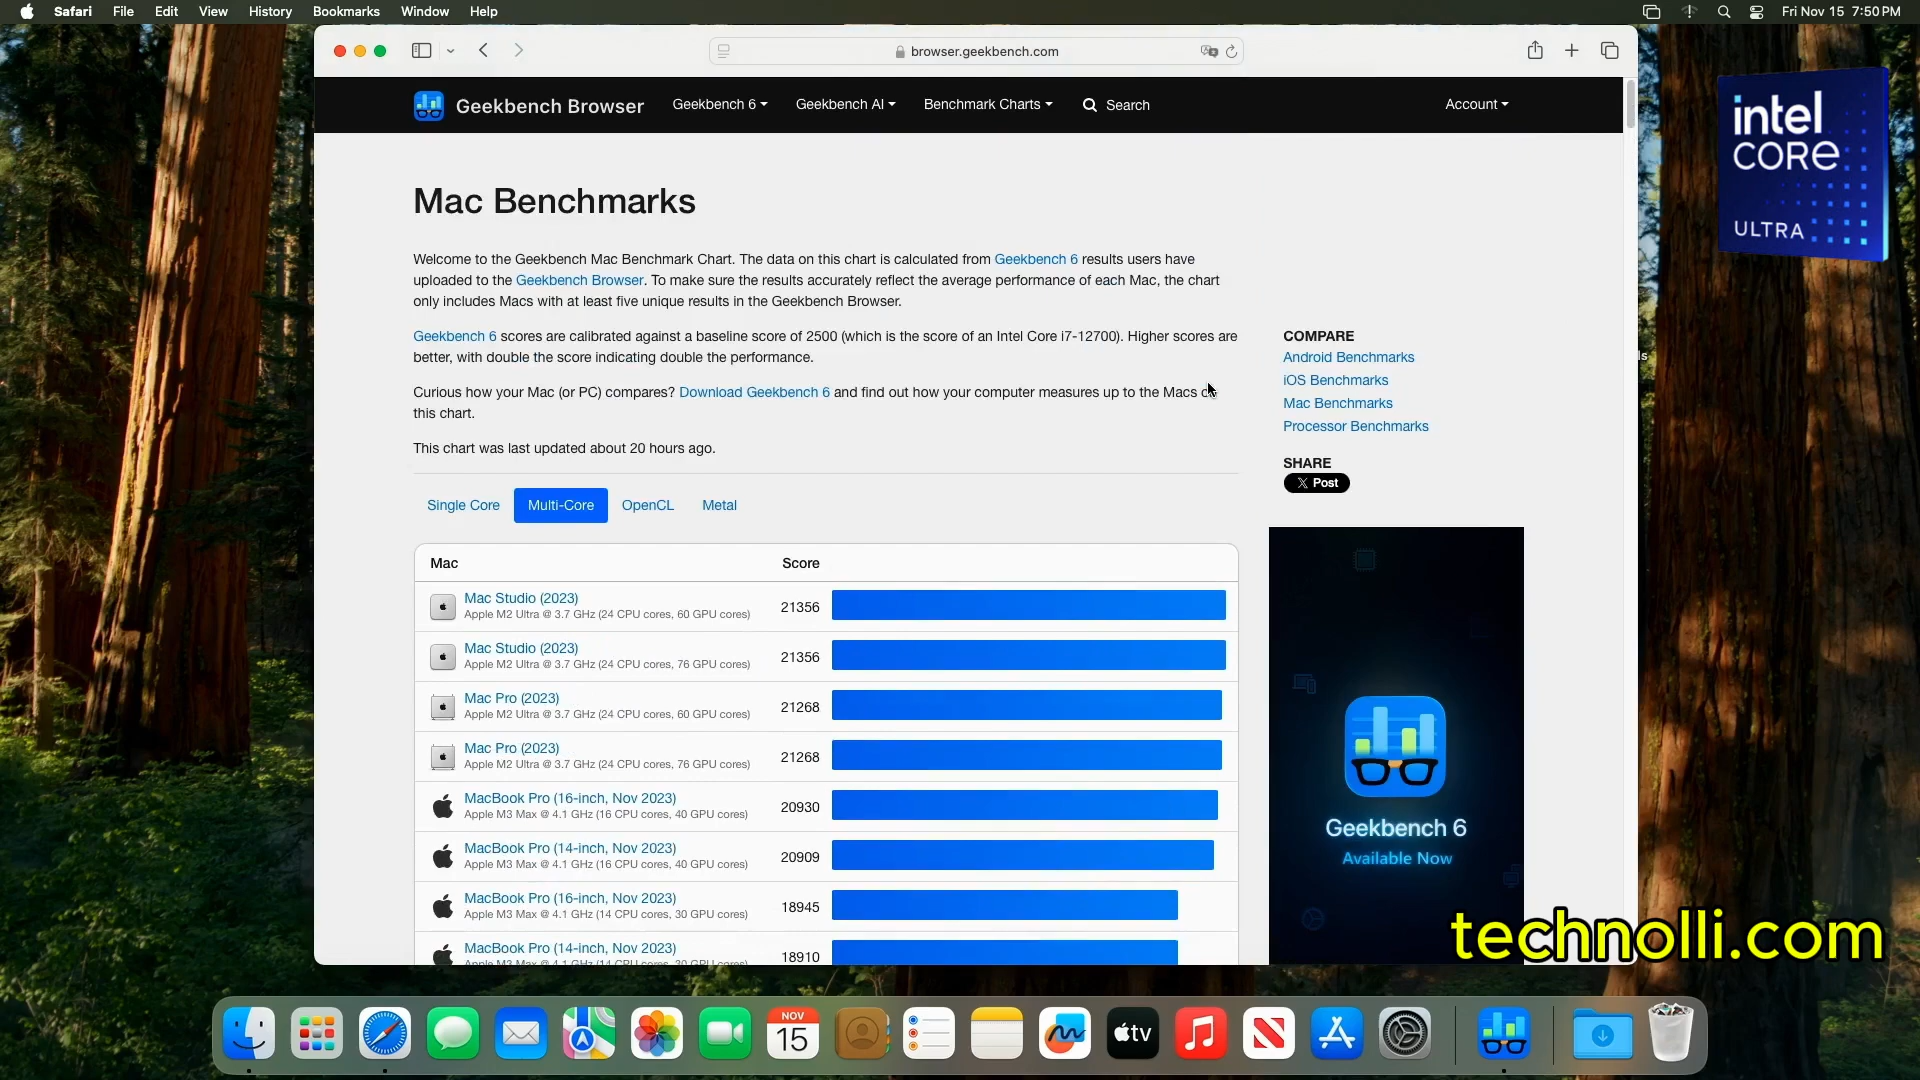 Safari File Edit View History Bookmarks Window Help
Fri Nov 15 7:50 PM
browser.geekbench.com
Geekbench Browser
Geekbench 6
Geekbench AI
Benchmark Charts
Search
Account
intel
CORE
ULTRA
Mac Benchmarks
Welcome to the Geekbench Mac Benchmark Chart. The data on this chart is calculated from Geekbench 6 results users have
uploaded to the Geekbench Browser. To make sure the results accurately reflect the average performance of each Mac, the chart
only includes Macs with at least five unique results in the Geekbench Browser.
Geekbench 6 scores are calibrated against a baseline score of 2500 (which is the score of an Intel Core i7-12700). Higher scores are
better, with double the score indicating double the performance.
Curious how your Mac (or PC) compares? Download Geekbench 6 and find out how your computer measures up to the Macs
this chart.
This chart was last updated about 20 hours ago.
COMPARE
Android Benchmarks
iOS Benchmarks
Mac Benchmarks
Processor Benchmarks
SHARE
X Post
ls
Single Core Multi-Core OpenCL Metal
Mac Score
Mac Studio (2023)
Apple M2 Ultra @ 3.7 GHz (24 CPU cores, 60 GPU cores)
21356
Mac Studio (2023)
Apple M2 Ultra @ 3.7 GHz (24 CPU cores, 76 GPU cores)
21356
Mac Pro (2023)
Apple M2 Ultra @ 3.7 GHz (24 CPU cores, 60 GPU cores)
21268
Mac Pro (2023)
Apple M2 Ultra @ 3.7 GHz (24 CPU cores, 76 GPU cores)
21268
MacBook Pro (16-inch, Nov 2023)
Apple M3 Max @ 4.1 GHz (16 CPU cores, 40 GPU cores)
20930
MacBook Pro (14-inch, Nov 2023)
Apple M3 Max @ 4.1 GHz (16 CPU cores, 40 GPU cores)
20909
MacBook Pro (16-inch, Nov 2023)
Apple M3 Max @ 4.1 GHz (14 CPU cores, 30 GPU cores)
18945
MacBook Pro (14-inch, Nov 2023)
Apple M3 Max @ 4.1 GHz (14 CPU cores, 30 GPU cores)
18910
Geekbench 6
Available Now
technolli.com
NOV
15
tv